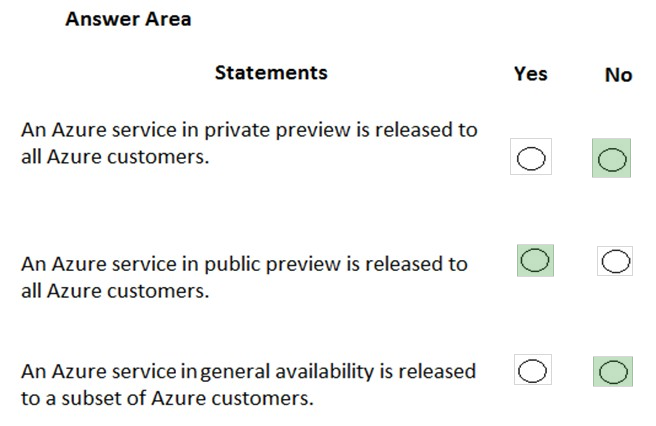 Answer Area
Statements Yes No
An Azure service in private preview is released to
all Azure customers.
An Azure service in public preview is released to
all Azure customers.
An Azure service in general availability is released
to a subset of Azure customers.